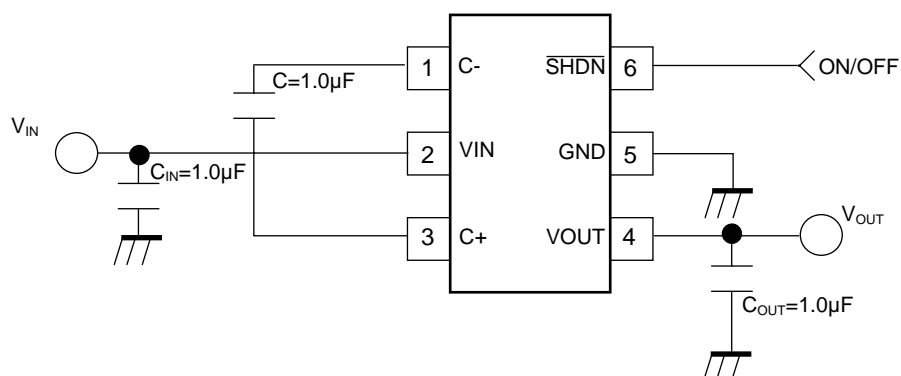 1 C- SHDN 6
C=1.0µF
ON/OFF
VIN
2 VIN GND 5
CIN=1.0µF
3 C+ VOUT 4
VOUT
COUT=1.0µF